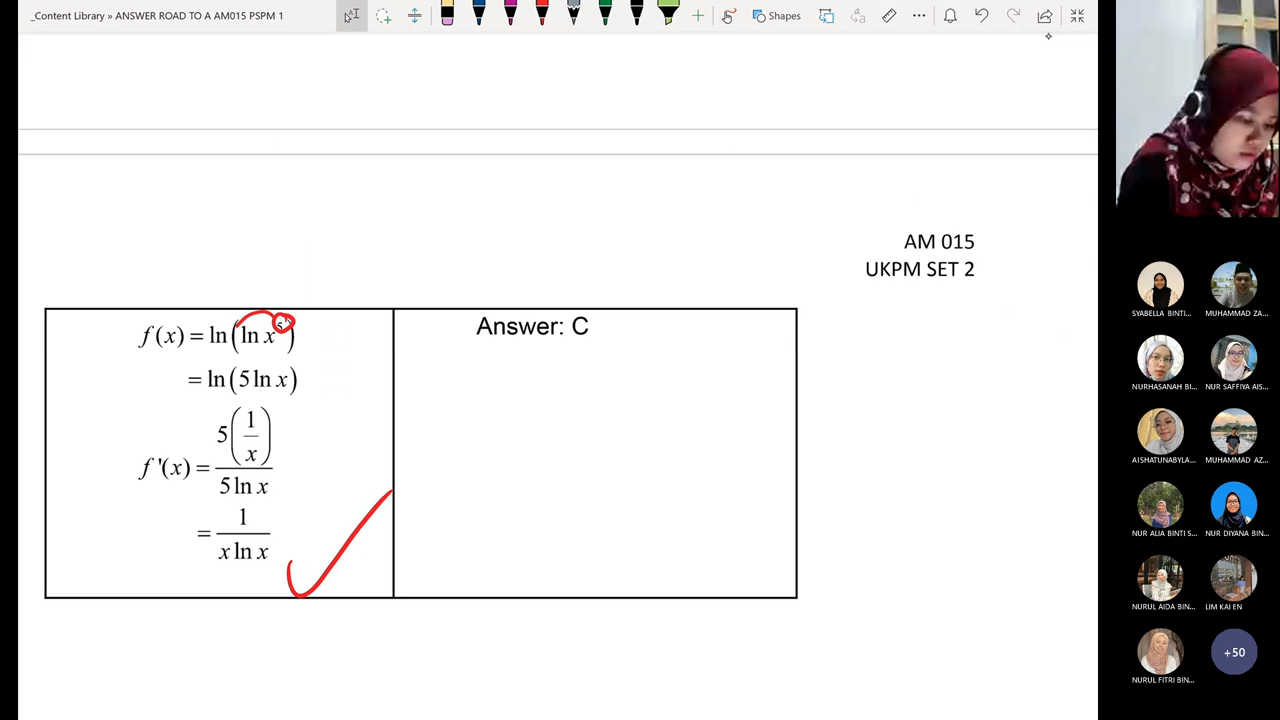 _Content Library » ANSWER ROAD TO A AM015 PSPM 1
Shapes
AM 015
UKPM SET 2
f(x) = ln(ln x⁵)
= ln(5 ln x)
f'(x) = 5(1/x) / 5 ln x
= 1 / x ln x
Answer: C
SYABELLA BINTI...
MUHAMMAD ZA...
NURHASANAH BI...
NUR SAFFIYA AIS...
AISHATUNABYLA...
MUHAMMAD AZ...
NUR ALIA BINTI S...
NUR DIYANA BIN...
NURUL AIDA BIN...
LIM KAI EN
NURUL FITRI BIN...
+50